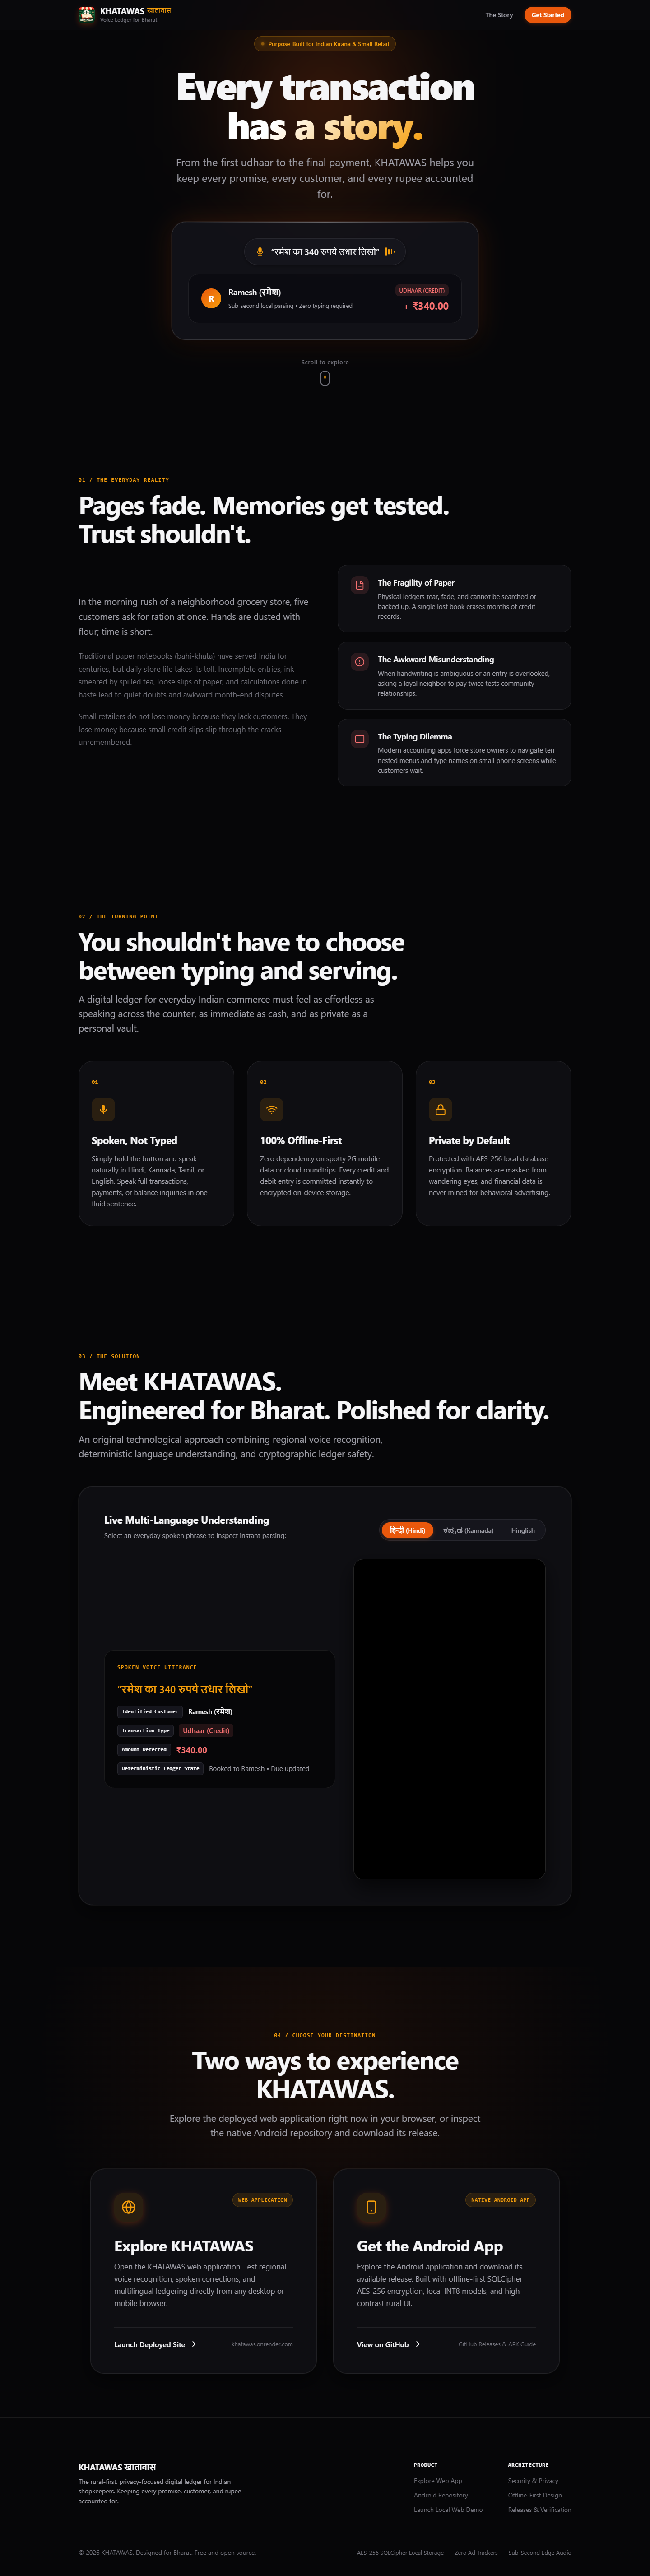 KHATAWAS खातावास
Voice Ledger for Bharat
The Story
Get Started
Purpose-Built for Indian Kirana & Small Retail
Every transaction
has a story.
From the first udhaar to the final payment, KHATAWAS helps you
keep every promise, every customer, and every rupee accounted
for.
"रमेश का 340 रुपये उधार लिखो"
R
Ramesh (रमेश)
Sub-second local parsing • Zero typing required
UDHAAR (CREDIT)
+ ₹340.00
Scroll to explore
01 / THE EVERYDAY REALITY
Pages fade. Memories get tested.
Trust shouldn't.
In the morning rush of a neighborhood grocery store, five
customers ask for ration at once. Hands are dusted with
flour; time is short.
Traditional paper notebooks (bahi-khata) have served India for
centuries, but daily store life takes its toll. Incomplete entries, ink
smeared by spilled tea, loose slips of paper, and calculations done in
haste lead to quiet doubts and awkward month-end disputes.
Small retailers do not lose money because they lack customers. They
lose money because small credit slips slip through the cracks
unremembered.
The Fragility of Paper
Physical ledgers tear, fade, and cannot be searched or
backed up. A single lost book erases months of credit
records.
The Awkward Misunderstanding
When handwriting is ambiguous or an entry is overlooked,
asking a loyal neighbor to pay twice tests community
relationships.
The Typing Dilemma
Modern accounting apps force store owners to navigate ten
nested menus and type names on small phone screens while
customers wait.
02 / THE TURNING POINT
You shouldn't have to choose
between typing and serving.
A digital ledger for everyday Indian commerce must feel as effortless as
speaking across the counter, as immediate as cash, and as private as a
personal vault.
01
Spoken, Not Typed
Simply hold the button and speak
naturally in Hindi, Kannada, Tamil, or
English. Speak full transactions,
payments, or balance inquiries in one
fluid sentence.
02
100% Offline-First
Zero dependency on spotty 2G mobile
data or cloud roundtrips. Every credit and
debit entry is committed instantly to
encrypted on-device storage.
03
Private by Default
Protected with AES-256 local database
encryption. Balances are masked from
wandering eyes, and financial data is
never mined for behavioral advertising.
03 / THE SOLUTION
Meet KHATAWAS.
Engineered for Bharat. Polished for clarity.
An original technological approach combining regional voice recognition,
deterministic language understanding, and cryptographic ledger safety.
Live Multi-Language Understanding
Select an everyday spoken phrase to inspect instant parsing:
हिन्दी (Hindi)
ಕನ್ನಡ (Kannada)
Hinglish
SPOKEN VOICE UTTERANCE
"रमेश का 340 रुपये उधार लिखो"
Identified Customer Ramesh (रमेश)
Transaction Type Udhaar (Credit)
Amount Detected ₹340.00
Deterministic Ledger State Booked to Ramesh • Due updated
04 / CHOOSE YOUR DESTINATION
Two ways to experience
KHATAWAS.
Explore the deployed web application right now in your browser, or inspect
the native Android repository and download its release.
WEB APPLICATION
Explore KHATAWAS
Open the KHATAWAS web application. Test regional
voice recognition, spoken corrections, and
multilingual ledgering directly from any desktop or
mobile browser.
Launch Deployed Site →
khatawas.onrender.com
NATIVE ANDROID APP
Get the Android App
Explore the Android application and download its
available release. Built with offline-first SQLCipher
AES-256 encryption, local INT8 models, and high-
contrast rural UI.
View on GitHub →
GitHub Releases & APK Guide
KHATAWAS खातावास
The rural-first, privacy-focused digital ledger for Indian
shopkeepers. Keeping every promise, customer, and rupee
accounted for.
PRODUCT
Explore Web App
Android Repository
Launch Local Web Demo
ARCHITECTURE
Security & Privacy
Offline-First Design
Releases & Verification
© 2026 KHATAWAS. Designed for Bharat. Free and open source.
AES-256 SQLCipher Local Storage
Zero Ad Trackers
Sub-Second Edge Audio